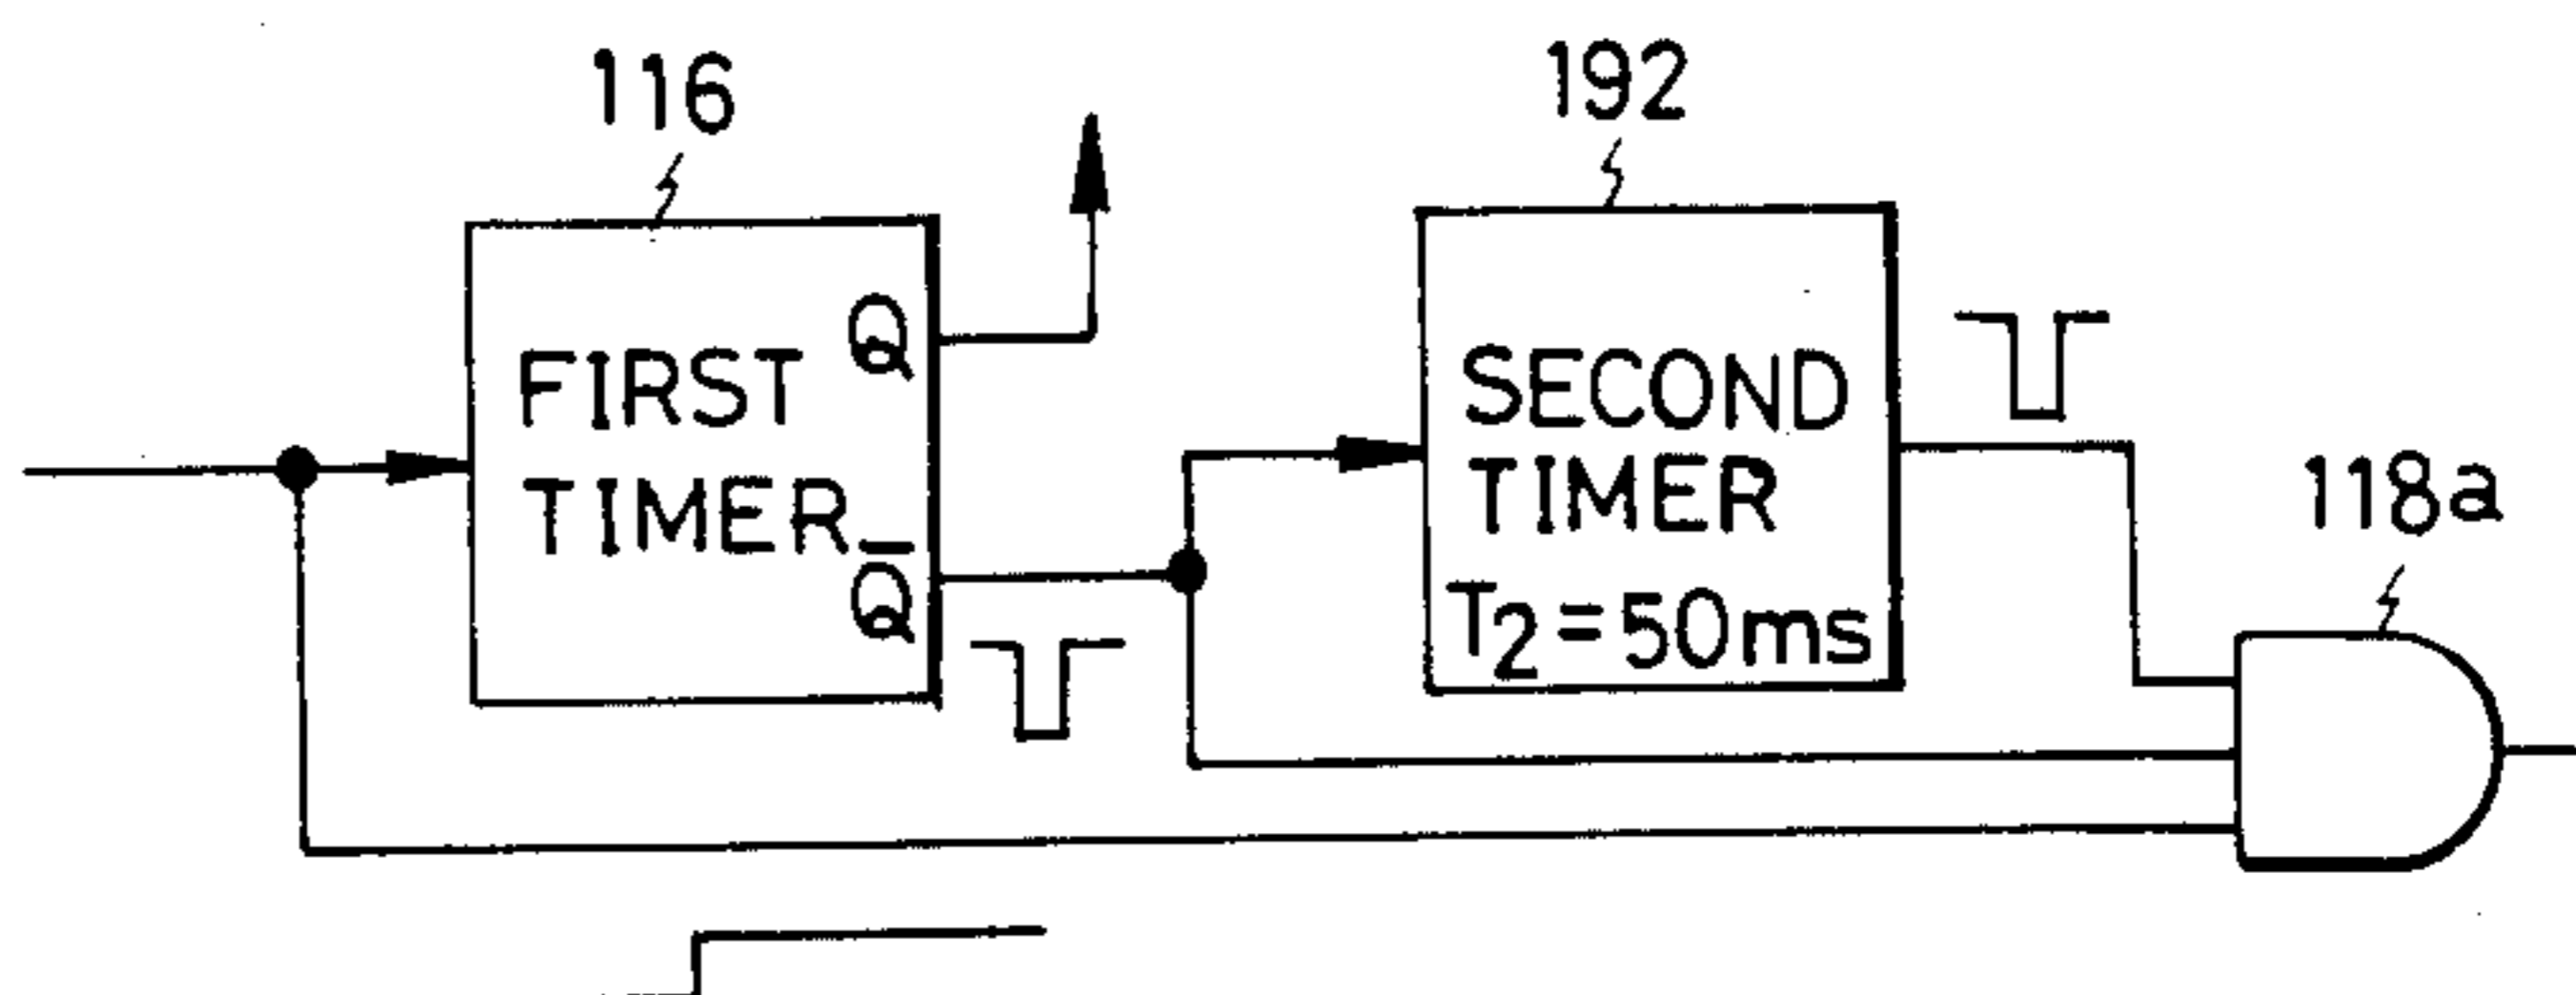 116
192
Q
FIRST
TIMER
Q̅
SECOND
TIMER
T₂ = 50ms
118a